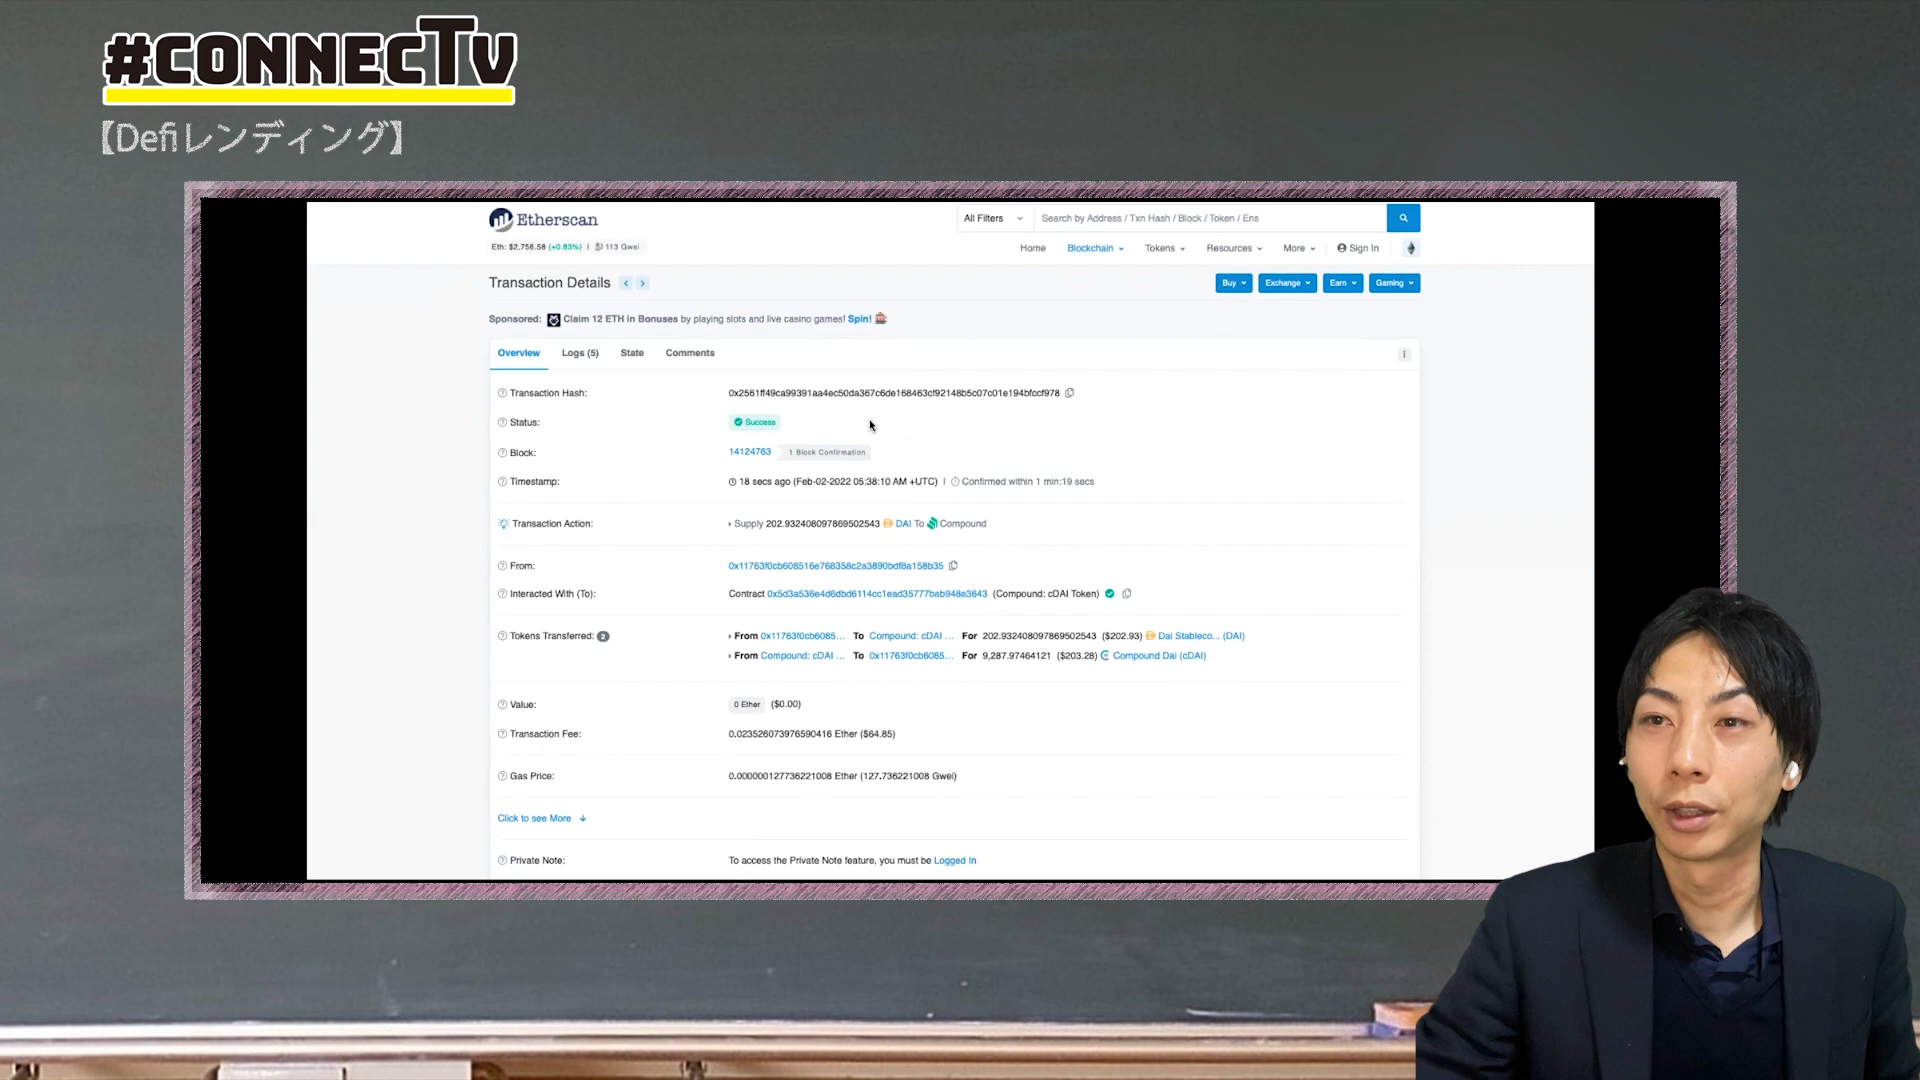 #CONNECTV
【Defiレンディング】
Etherscan
All Filters
Search by Address / Txn Hash / Block / Token / Ens
Eth: $2,756.58 (+0.83%) | 113 Gwei
Home Blockchain Tokens Resources More Sign In
Transaction Details
Buy Exchange Earn Gaming
Sponsored: Claim 12 ETH in Bonuses by playing slots and live casino games! Spin!
Overview Logs (5) State Comments
Transaction Hash: 0x2561ff49ca99391aa4ec50da367c6de168463cf92148b5c07c01e194bfccf978
Status: Success
Block: 14124763 1 Block Confirmation
Timestamp: 18 secs ago (Feb-02-2022 05:38:10 AM +UTC) | Confirmed within 1 min:19 secs
Transaction Action: Supply 202.932408097869502543 DAI To Compound
From: 0x11763f0cb608516e768358c2a3890bdf8a158b35
Interacted With (To): Contract 0x5d3a536e4d6dbd6114cc1ead35777bab948e3643 (Compound: cDAI Token)
Tokens Transferred: 2
From 0x11763f0cb6085... To Compound: cDAI ... For 202.932408097869502543 ($202.93) Dai Stableco... (DAI)
From Compound: cDAI ... To 0x11763f0cb6085... For 9,287.97464121 ($203.28) Compound Dai (cDAI)
Value: 0 Ether ($0.00)
Transaction Fee: 0.023526073976590416 Ether ($64.85)
Gas Price: 0.000000127736221008 Ether (127.736221008 Gwei)
Click to see More
Private Note: To access the Private Note feature, you must be Logged In